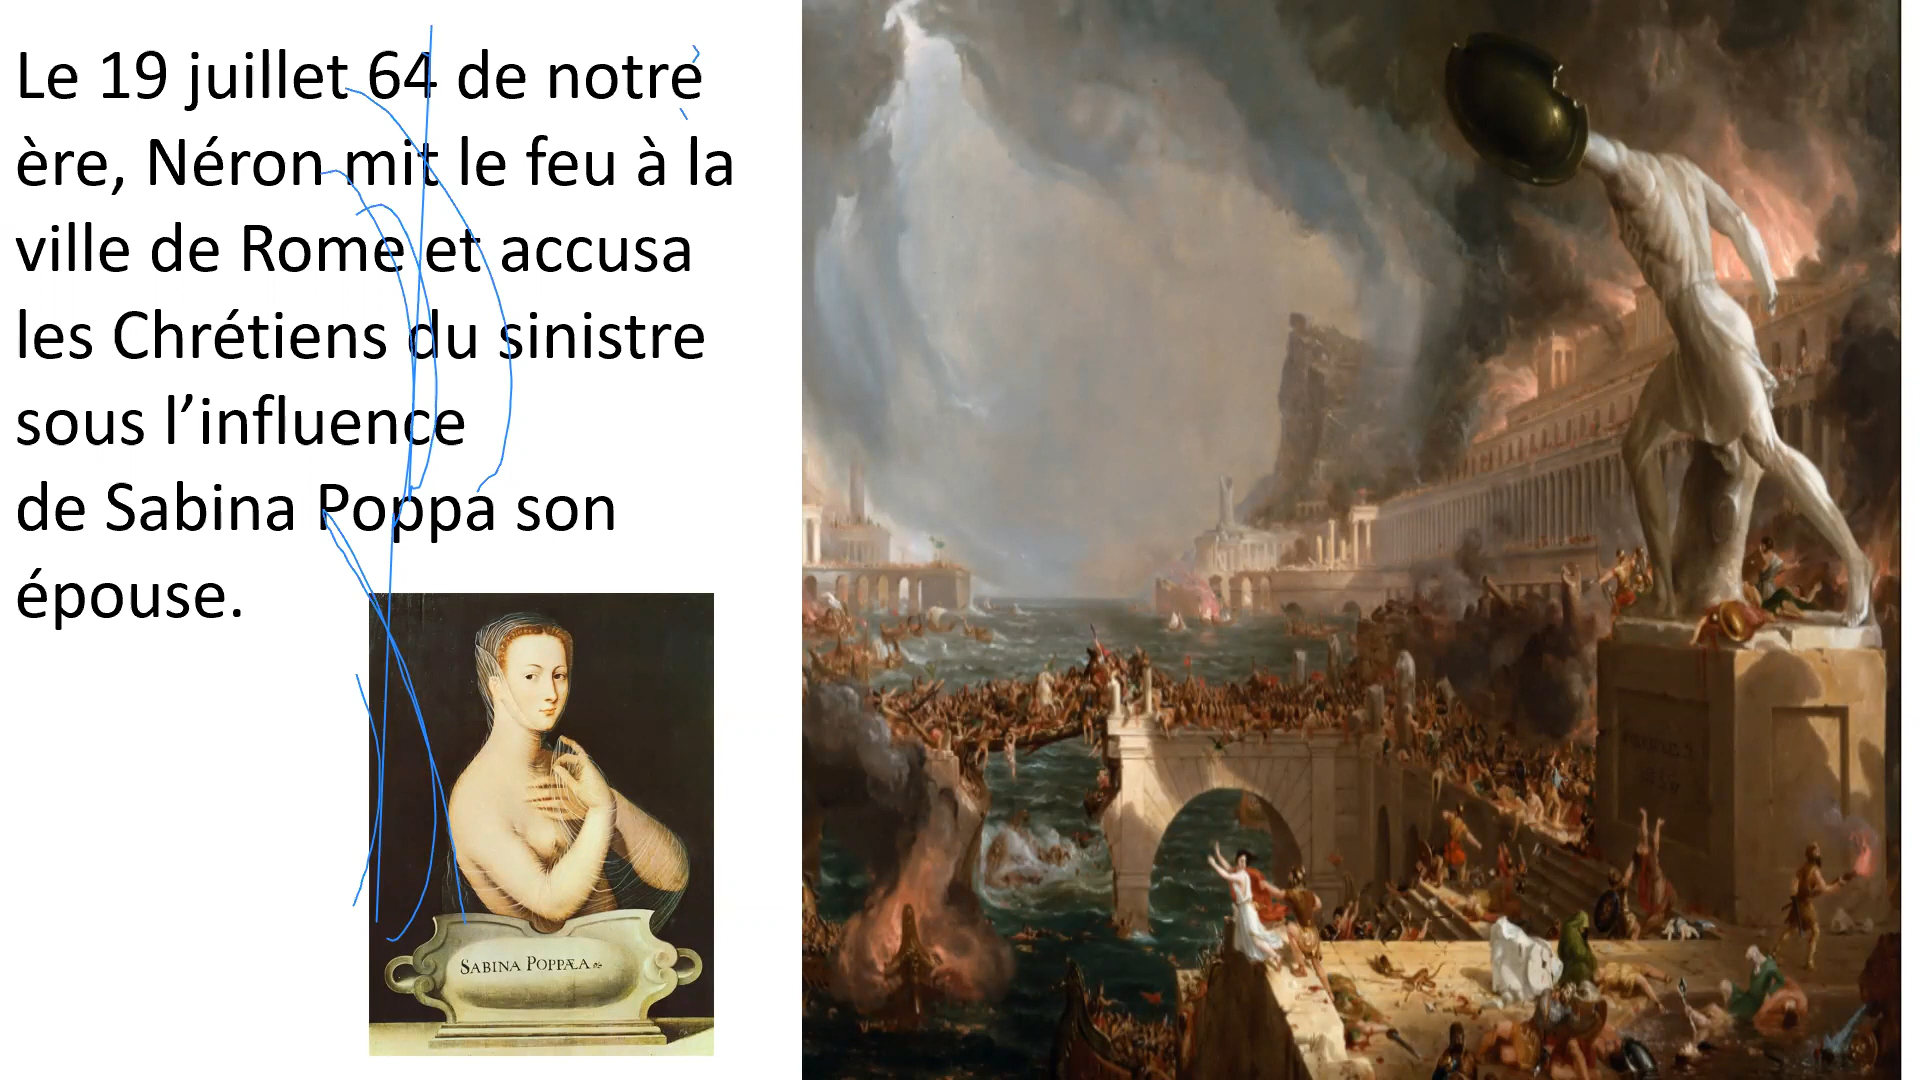 Le 19 juillet 64 de notre
ère, Néron mit le feu à la
ville de Rome et accusa
les Chrétiens du sinistre
sous l’influence
de Sabina Poppa son
épouse.
SABINA POPPÆA